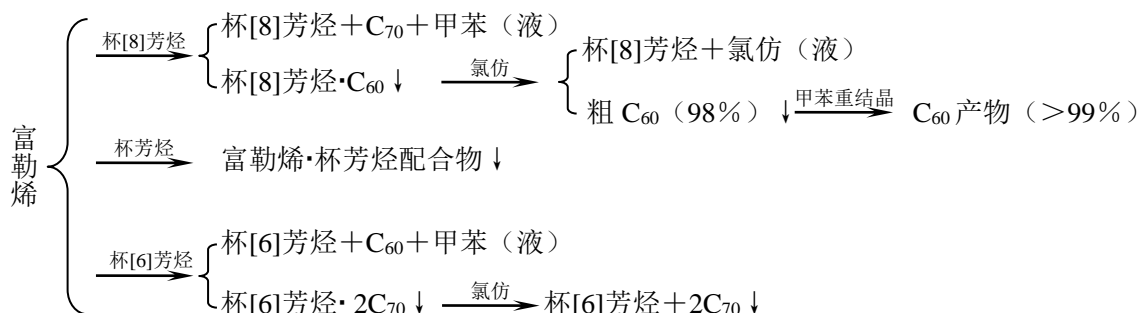 富勒烯
杯[8]芳烃
杯[8]芳烃+C₇₀+甲苯（液）
杯[8]芳烃·C₆₀↓
氯仿
杯[8]芳烃+氯仿（液）
粗 C₆₀（98%）↓
甲苯重结晶
C₆₀产物（>99%）
杯芳烃
富勒烯·杯芳烃配合物↓
杯[6]芳烃
杯[6]芳烃+C₆₀+甲苯（液）
杯[6]芳烃·2C₇₀↓
氯仿
杯[6]芳烃+2C₇₀↓